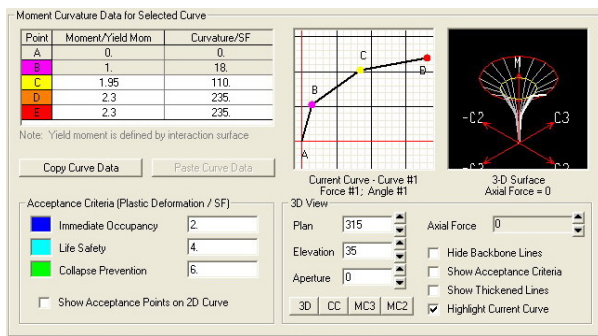 Moment Curvature Data for Selected Curve
Point Moment/Yield Mom Curvature/SF
A 0. 0.
B 1. 18.
C 1.95 110.
D 2.3 235.
E 2.3 235.
Note: Yield moment is defined by interaction surface
Copy Curve Data Paste Curve Data
A B C D
Current Curve - Curve #1
Force #1; Angle #1
M
-C2 C3
3-D Surface
Axial Force = 0
Acceptance Criteria (Plastic Deformation / SF)
Immediate Occupancy 2.
Life Safety 4.
Collapse Prevention 6.
Show Acceptance Points on 2D Curve
3D View
Plan 315
Elevation 35
Aperture 0
3D CC MC3 MC2
Axial Force 0
Hide Backbone Lines
Show Acceptance Criteria
Show Thickened Lines
Highlight Current Curve